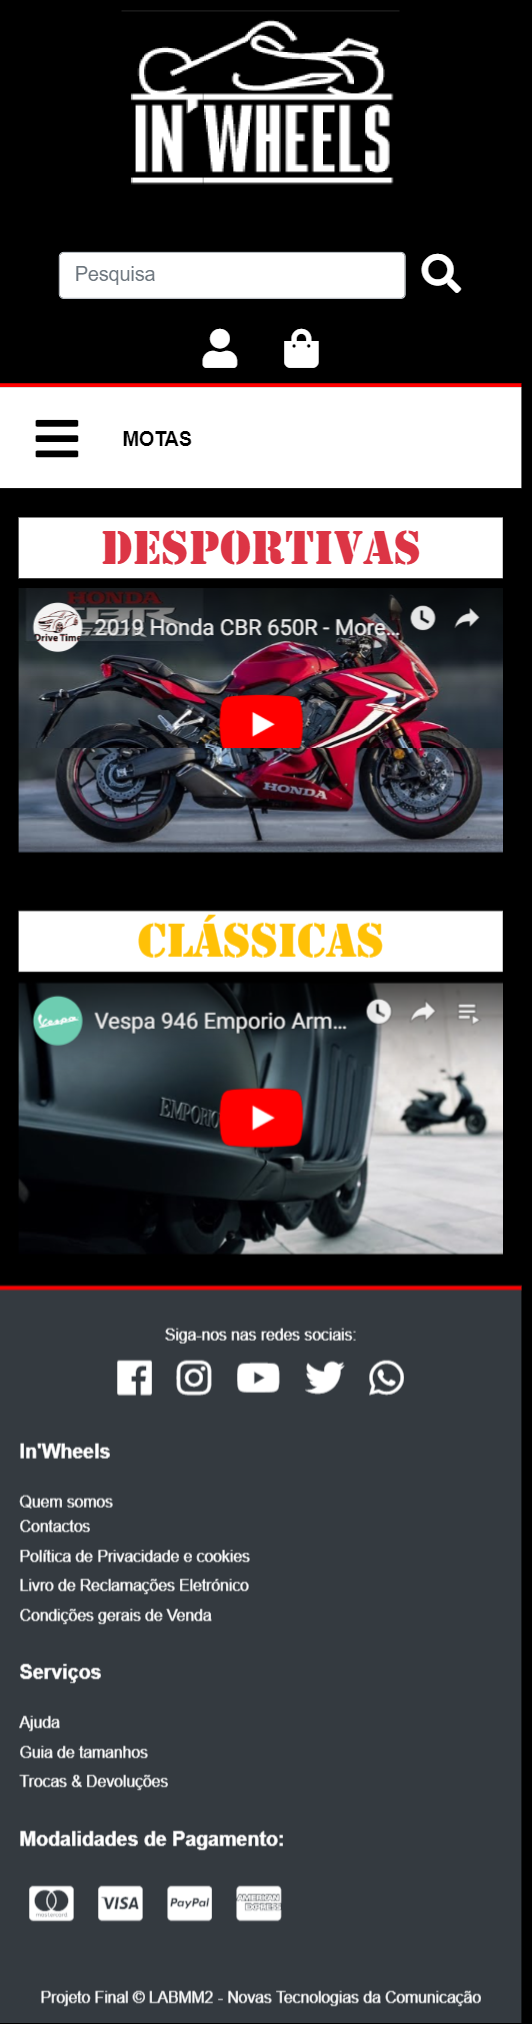 IN'WHEELS
Pesquisa
MOTAS
DESPORTIVAS
HONDA
CBR
Drive Time
2019 Honda CBR 650R - More...
HONDA
CLÁSSICAS
Vespa
Vespa 946 Emporio Arm...
EMPORIO
Siga-nos nas redes sociais:
In'Wheels
Quem somos
Contactos
Política de Privacidade e cookies
Livro de Reclamações Eletrónico
Condições gerais de Venda
Serviços
Ajuda
Guia de tamanhos
Trocas & Devoluções
Modalidades de Pagamento:
mastercard VISA PayPal AMERICAN EXPRESS
Projeto Final © LABMM2 - Novas Tecnologias da Comunicação